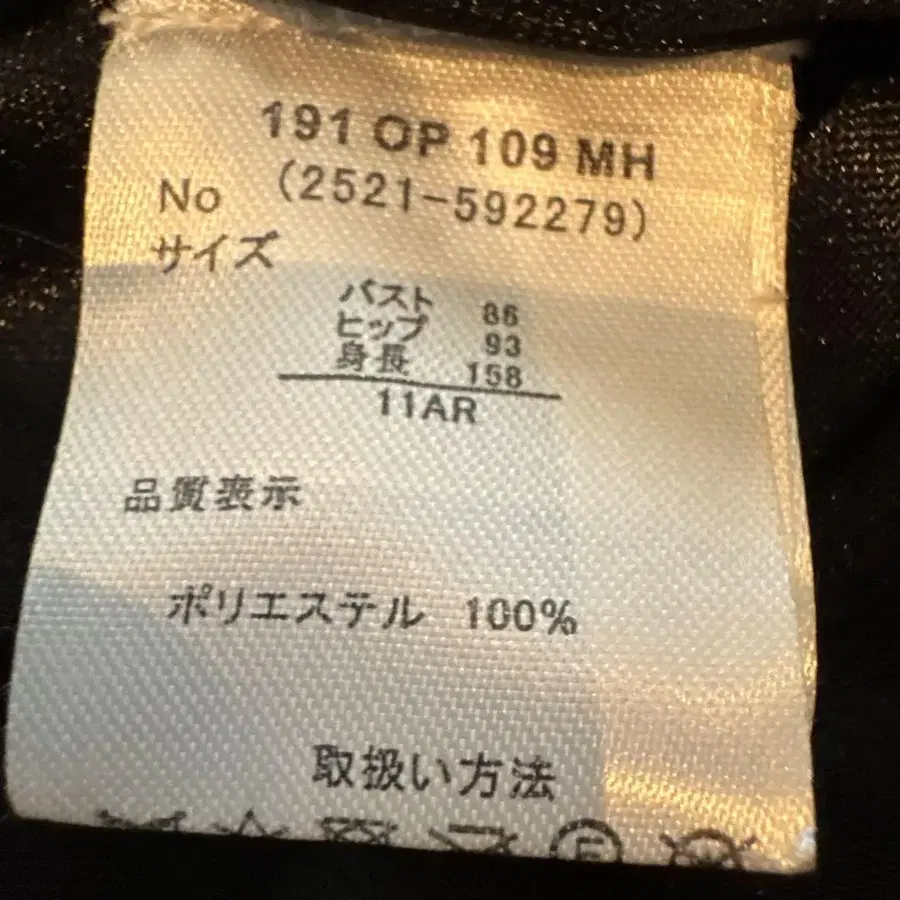 191 OP 109 MH
No (2521-592279)
サイズ
バスト 86
ヒップ 93
身長 158
11AR
品質表示
ポリエステル 100%
取扱い方法
F